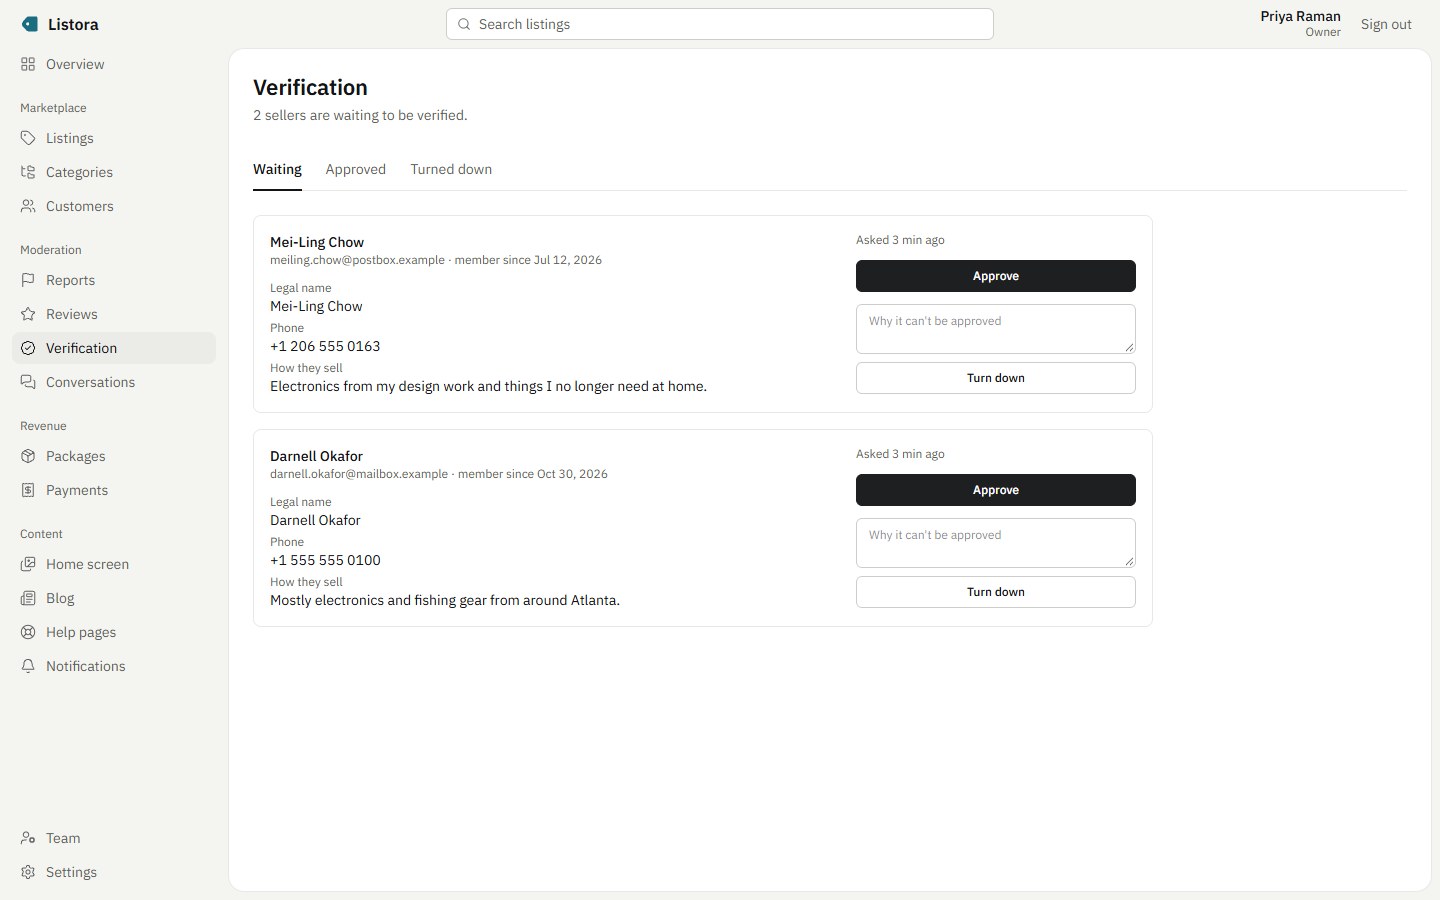 Listora
Search listings
Priya Raman
Owner
Sign out
Overview
Marketplace
Listings
Categories
Customers
Moderation
Reports
Reviews
Verification
Conversations
Revenue
Packages
Payments
Content
Home screen
Blog
Help pages
Notifications
Team
Settings
Verification
2 sellers are waiting to be verified.
Waiting
Approved
Turned down
Mei-Ling Chow
meiling.chow@postbox.example · member since Jul 12, 2026
Legal name
Mei-Ling Chow
Phone
+1 206 555 0163
How they sell
Electronics from my design work and things I no longer need at home.
Asked 3 min ago
Approve
Why it can't be approved
Turn down
Darnell Okafor
darnell.okafor@mailbox.example · member since Oct 30, 2026
Legal name
Darnell Okafor
Phone
+1 555 555 0100
How they sell
Mostly electronics and fishing gear from around Atlanta.
Asked 3 min ago
Approve
Why it can't be approved
Turn down